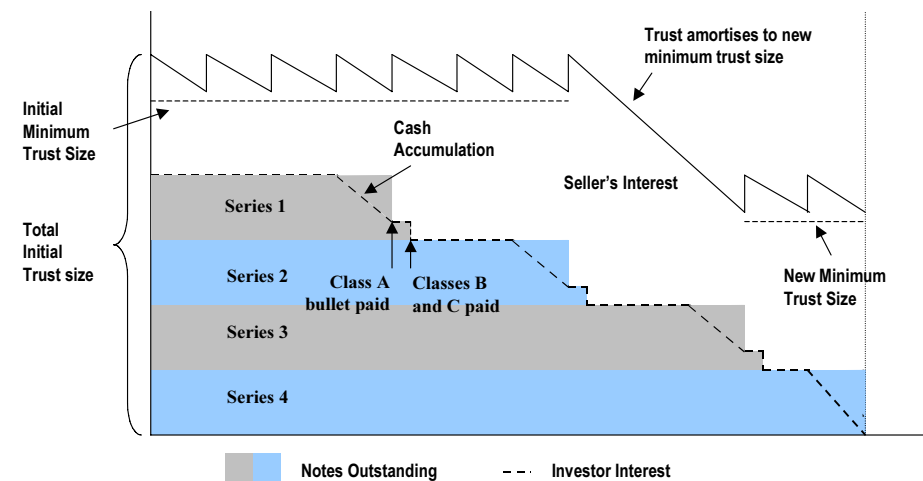 Trust amortises to new
minimum trust size
Initial
Minimum
Trust Size
Cash
Accumulation
Seller's Interest
Series 1
Total
Initial
Trust size
Series 2
Class A
bullet paid
Classes B
and C paid
New Minimum
Trust Size
Series 3
Series 4
Notes Outstanding
Investor Interest